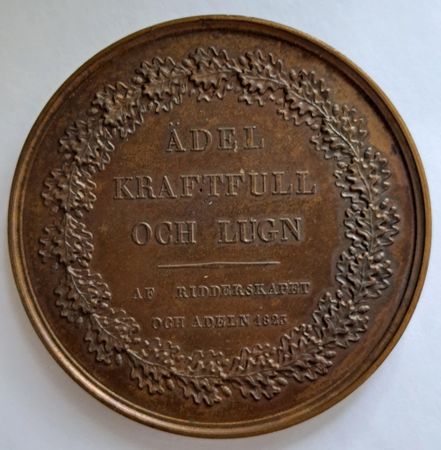 ÄDEL
KRAFTFULL
OCH LUGN
AF RIDDERSKAPET
OCH ADELN 1823